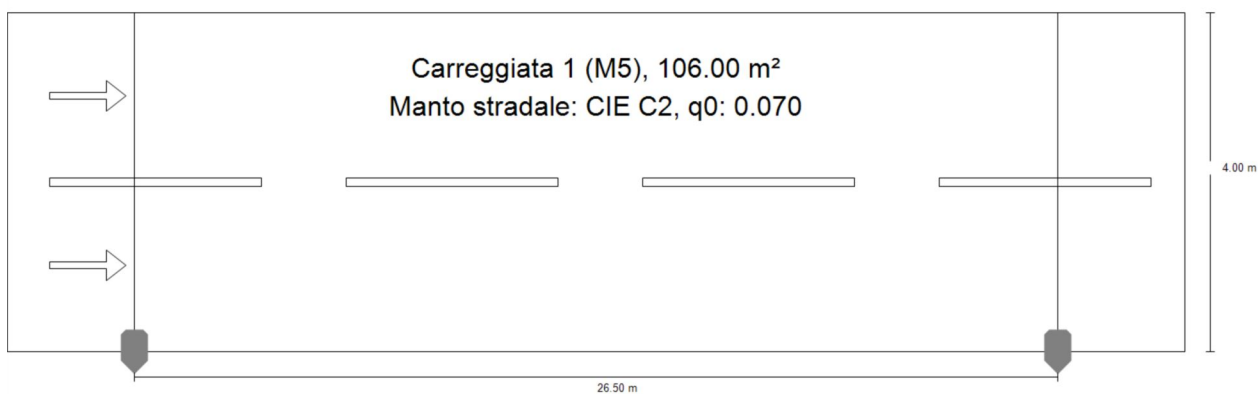 Carreggiata 1 (M5), 106.00 m²
Manto stradale: CIE C2, q0: 0.070
4.00 m
26.50 m